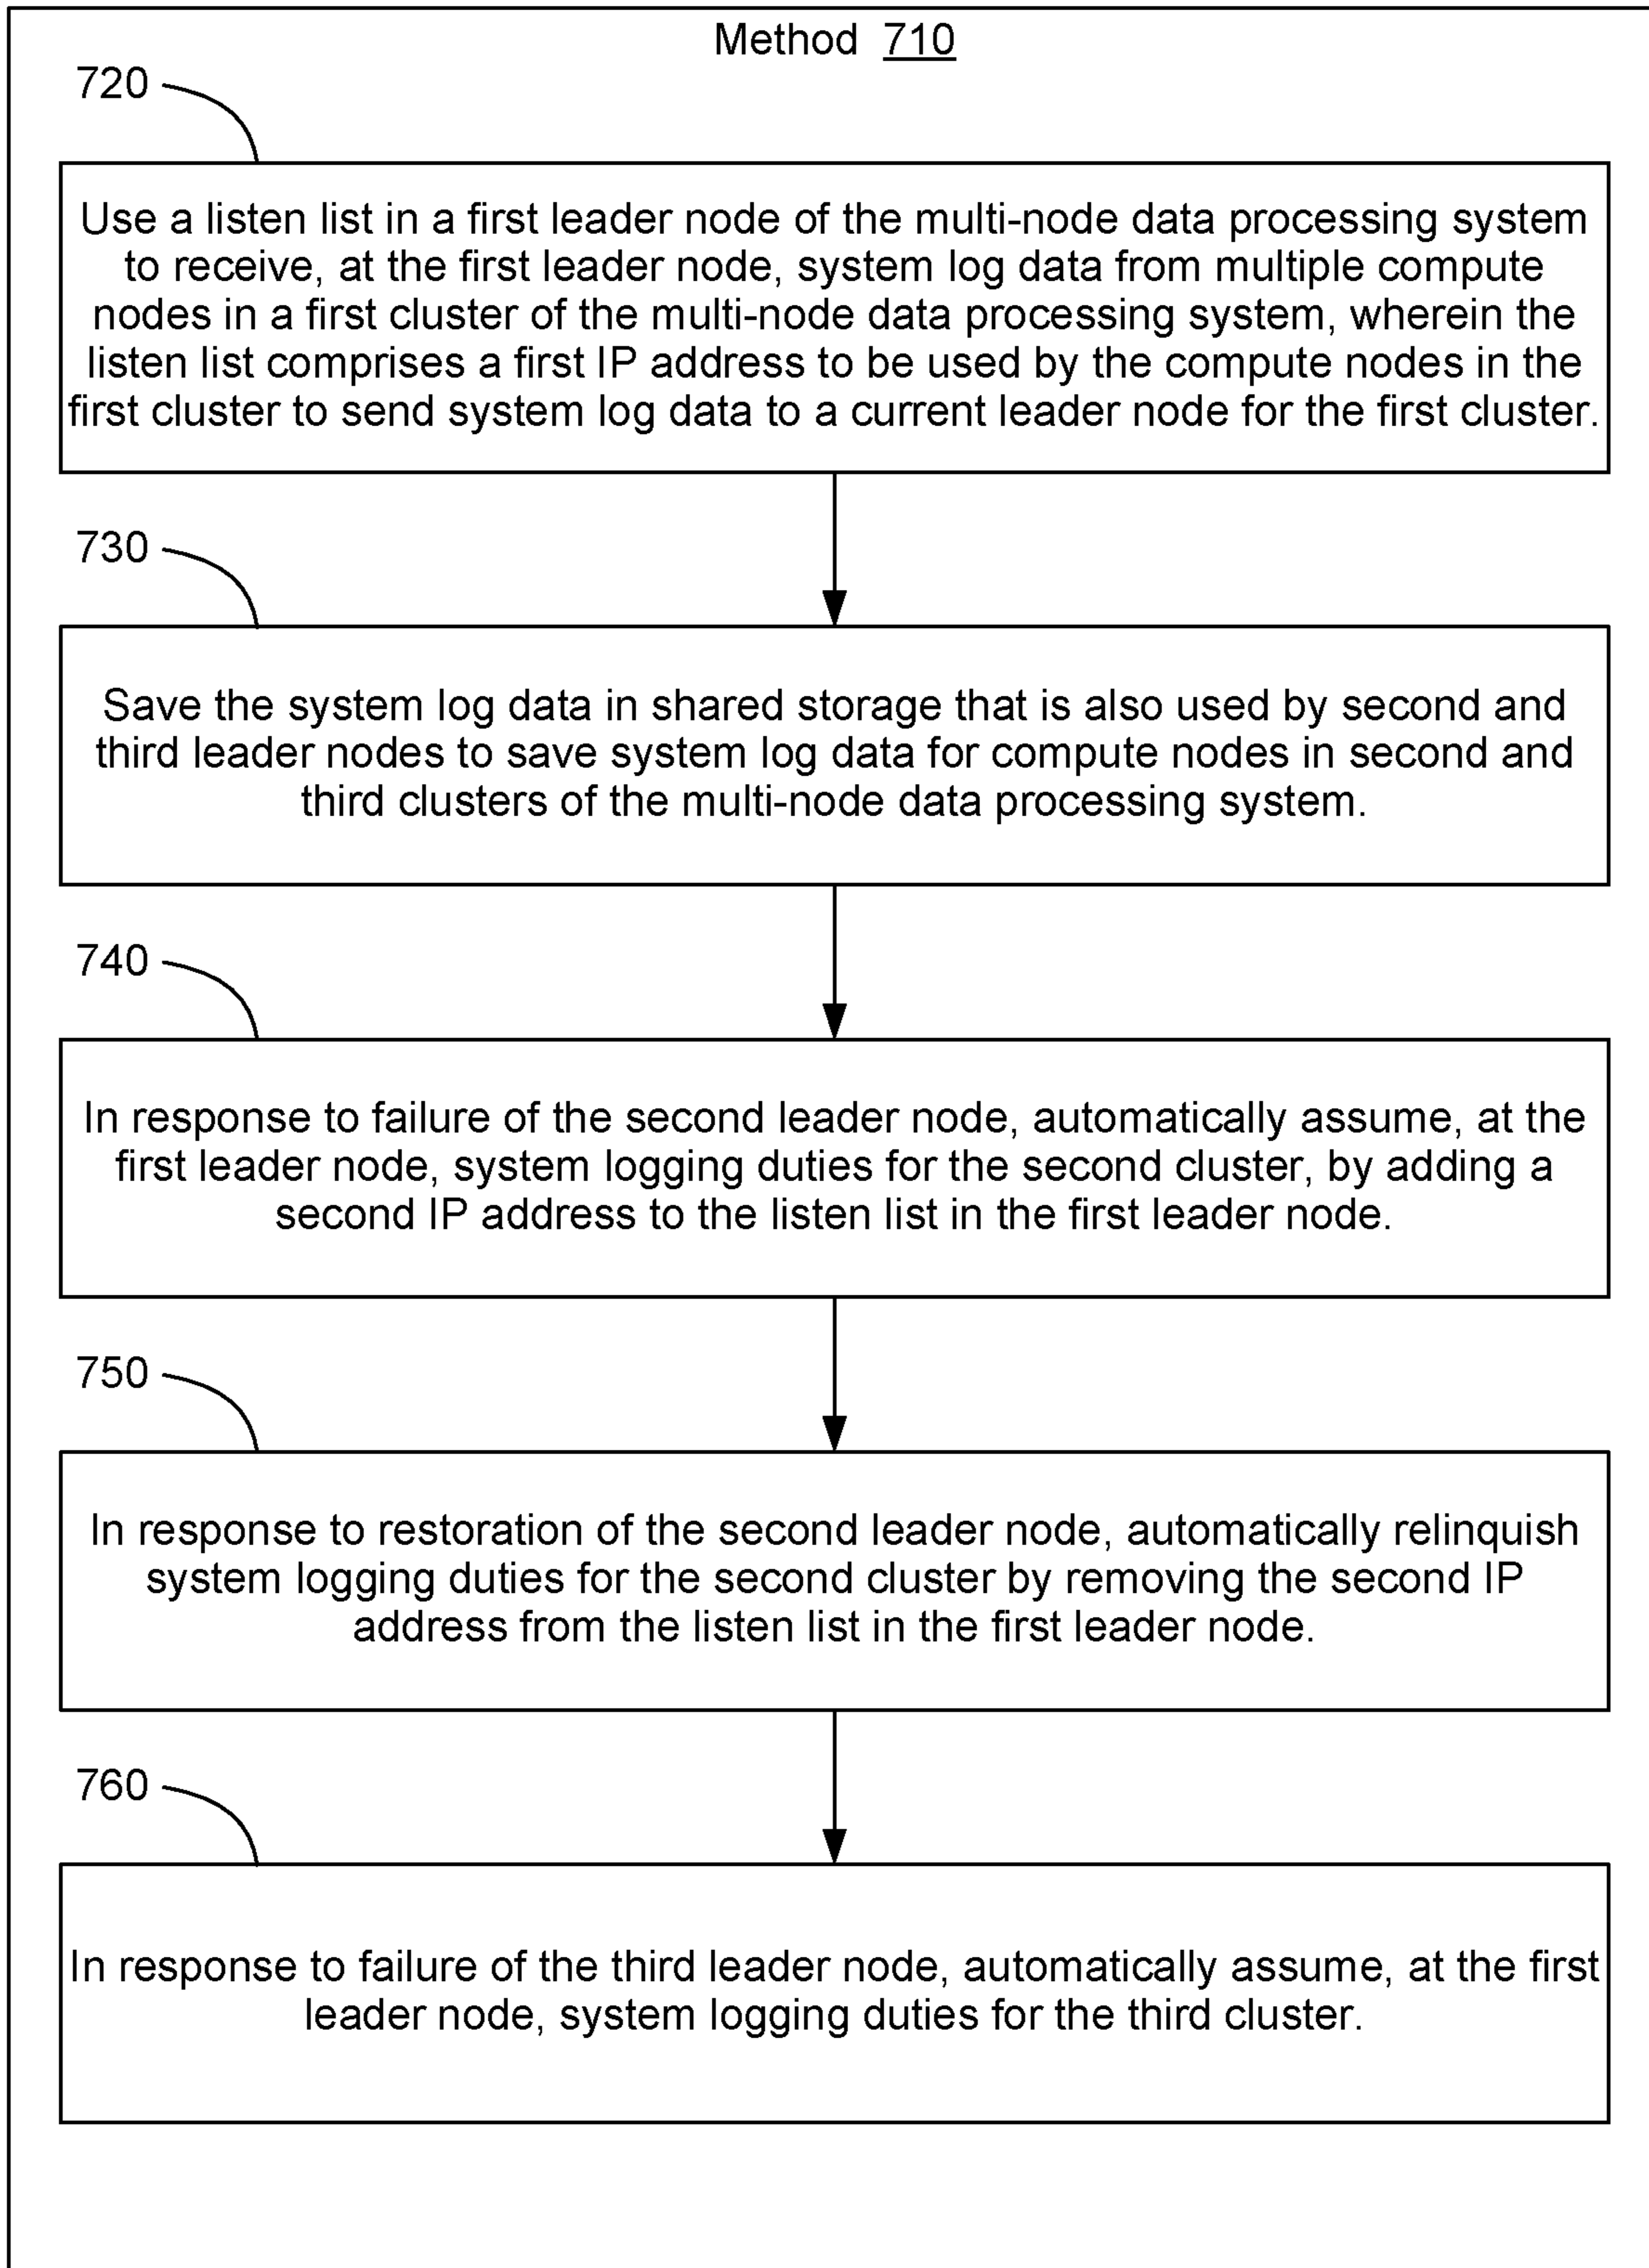 Method 710
720
Use a listen list in a first leader node of the multi-node data processing system
to receive, at the first leader node, system log data from multiple compute
nodes in a first cluster of the multi-node data processing system, wherein the
listen list comprises a first IP address to be used by the compute nodes in the
first cluster to send system log data to a current leader node for the first cluster.
730
Save the system log data in shared storage that is also used by second and
third leader nodes to save system log data for compute nodes in second and
third clusters of the multi-node data processing system.
740
In response to failure of the second leader node, automatically assume, at the
first leader node, system logging duties for the second cluster, by adding a
second IP address to the listen list in the first leader node.
750
In response to restoration of the second leader node, automatically relinquish
system logging duties for the second cluster by removing the second IP
address from the listen list in the first leader node.
760
In response to failure of the third leader node, automatically assume, at the first
leader node, system logging duties for the third cluster.